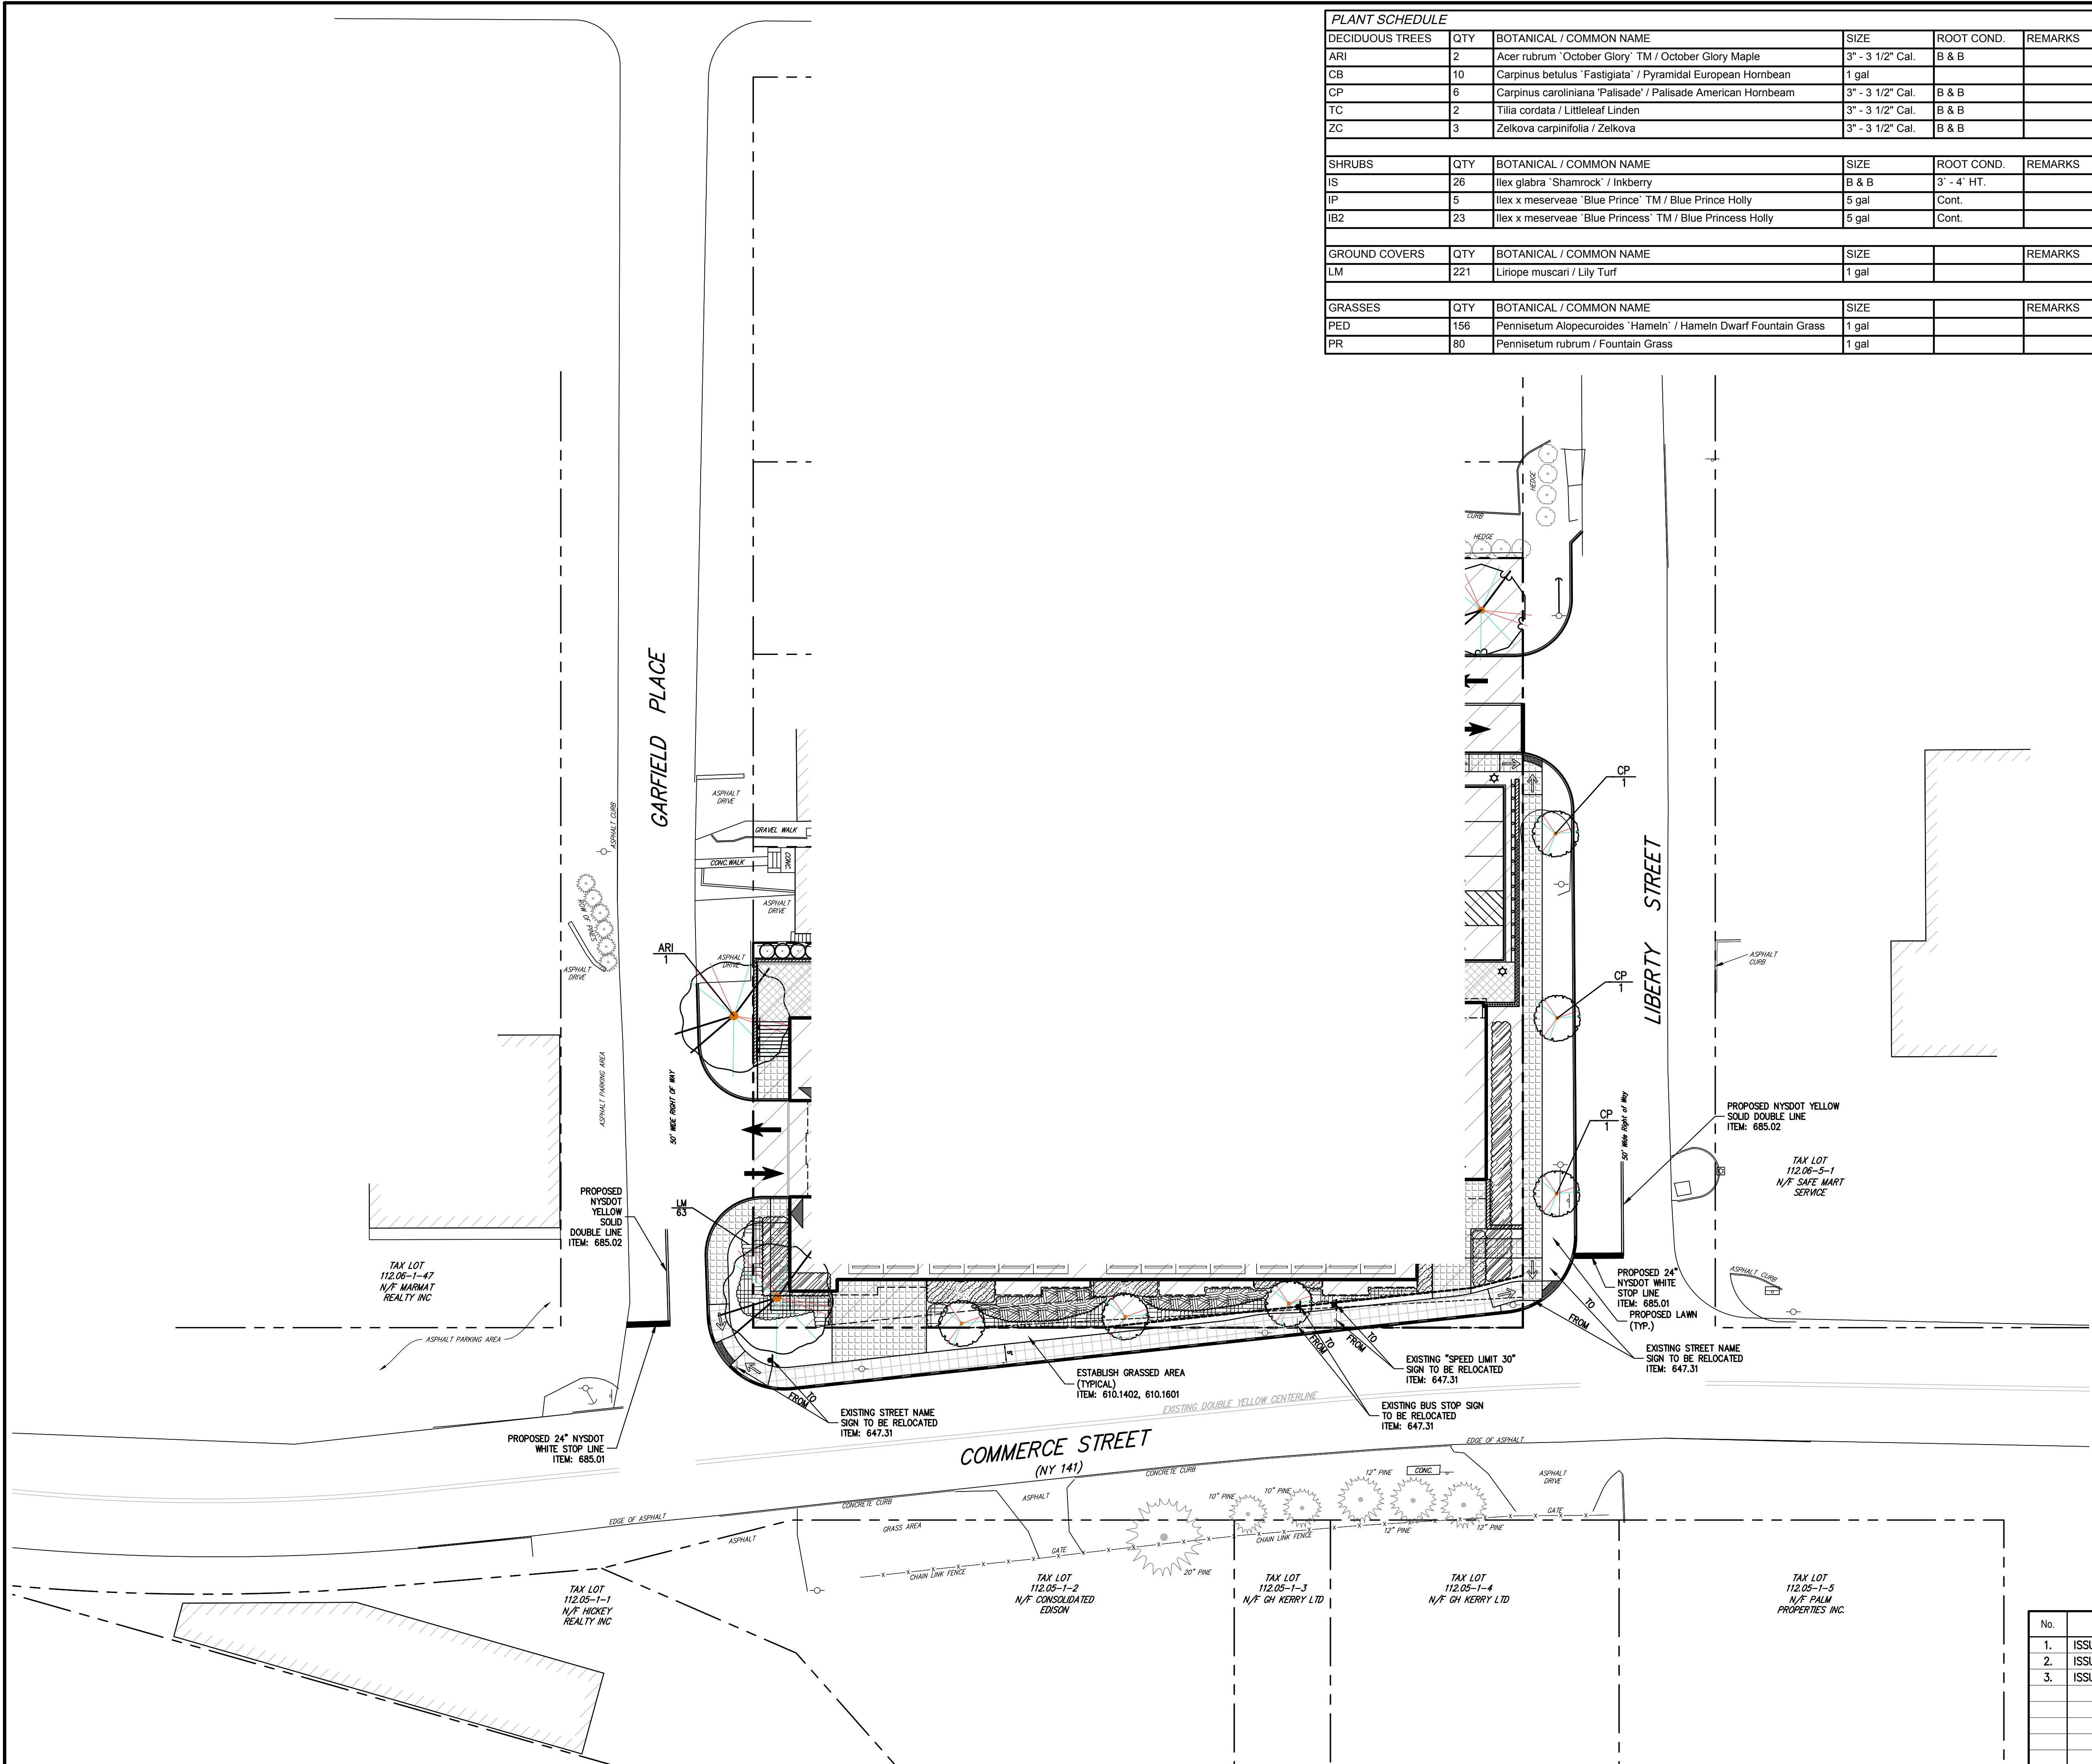 PLANT SCHEDULE
DECIDUOUS TREES QTY BOTANICAL / COMMON NAME SIZE ROOT COND. REMARKS
ARI 2 Acer rubrum `October Glory` TM / October Glory Maple 3" - 3 1/2" Cal. B & B
CB 10 Carpinus betulus `Fastigiata` / Pyramidal European Hornbean 1 gal
CP 6 Carpinus caroliniana 'Palisade' / Palisade American Hornbeam 3" - 3 1/2" Cal. B & B
TC 2 Tilia cordata / Littleleaf Linden 3" - 3 1/2" Cal. B & B
ZC 3 Zelkova carpinifolia / Zelkova 3" - 3 1/2" Cal. B & B
SHRUBS QTY BOTANICAL / COMMON NAME SIZE ROOT COND. REMARKS
IS 26 Ilex glabra `Shamrock` / Inkberry B & B 3` - 4` HT.
IP 5 Ilex x meserveae `Blue Prince` TM / Blue Prince Holly 5 gal Cont.
IB2 23 Ilex x meserveae `Blue Princess` TM / Blue Princess Holly 5 gal Cont.
GROUND COVERS QTY BOTANICAL / COMMON NAME SIZE REMARKS
LM 221 Liriope muscari / Lily Turf 1 gal
GRASSES QTY BOTANICAL / COMMON NAME SIZE REMARKS
PED 156 Pennisetum Alopecuroides `Hameln` / Hameln Dwarf Fountain Grass 1 gal
PR 80 Pennisetum rubrum / Fountain Grass 1 gal
HEDGE
CURB
HEDGE
GARFIELD PLACE
ASPHALT
DRIVE
ASPHALT CURB
GRAVEL WALK
CONC. WALK
CONC.
ASPHALT
DRIVE
ROW OF PINES
ASPHALT
DRIVE
ARI
1
ASPHALT
DRIVE
ASPHALT PARKING AREA
50' WIDE RIGHT OF WAY
CP
1
LIBERTY STREET
ASPHALT
CURB
CP
1
CP
1
50' Wide Right of Way
PROPOSED NYSDOT YELLOW
SOLID DOUBLE LINE
ITEM: 685.02
TAX LOT
112.06-5-1
N/F SAFE MART
SERVICE
PROPOSED
NYSDOT
YELLOW
SOLID
DOUBLE LINE
ITEM: 685.02
LM
63
TAX LOT
112.06-1-47
N/F MARMAT
REALTY INC
ASPHALT PARKING AREA
PROPOSED 24"
NYSDOT WHITE
STOP LINE
ITEM: 685.01
PROPOSED LAWN
(TYP.)
ASPHALT CURB
TO
FROM
EXISTING STREET NAME
SIGN TO BE RELOCATED
ITEM: 647.31
TO
FROM
TO
FROM
EXISTING "SPEED LIMIT 30"
SIGN TO BE RELOCATED
ITEM: 647.31
5'
ESTABLISH GRASSED AREA
(TYPICAL)
ITEM: 610.1402, 610.1601
EXISTING BUS STOP SIGN
TO BE RELOCATED
ITEM: 647.31
TO
FROM
EXISTING STREET NAME
SIGN TO BE RELOCATED
ITEM: 647.31
EXISTING DOUBLE YELLOW CENTERLINE
PROPOSED 24" NYSDOT
WHITE STOP LINE
ITEM: 685.01
COMMERCE STREET
(NY 141)
EDGE OF ASPHALT
CONCRETE CURB
12" PINE
CONC.
ASPHALT
DRIVE
10" PINE
10" PINE
ASPHALT
CONCRETE CURB
EDGE OF ASPHALT
GRASS AREA
ASPHALT
GATE
12" PINE
12" PINE
CHAIN LINK FENCE
GATE
CHAIN LINK FENCE
20" PINE
TAX LOT
112.05-1-1
N/F HICKEY
REALTY INC
TAX LOT
112.05-1-2
N/F CONSOLIDATED
EDISON
TAX LOT
112.05-1-3
N/F GH KERRY LTD
TAX LOT
112.05-1-4
N/F GH KERRY LTD
TAX LOT
112.05-1-5
N/F PALM
PROPERTIES INC.
No.
1. ISSU
2. ISSU
3. ISSU